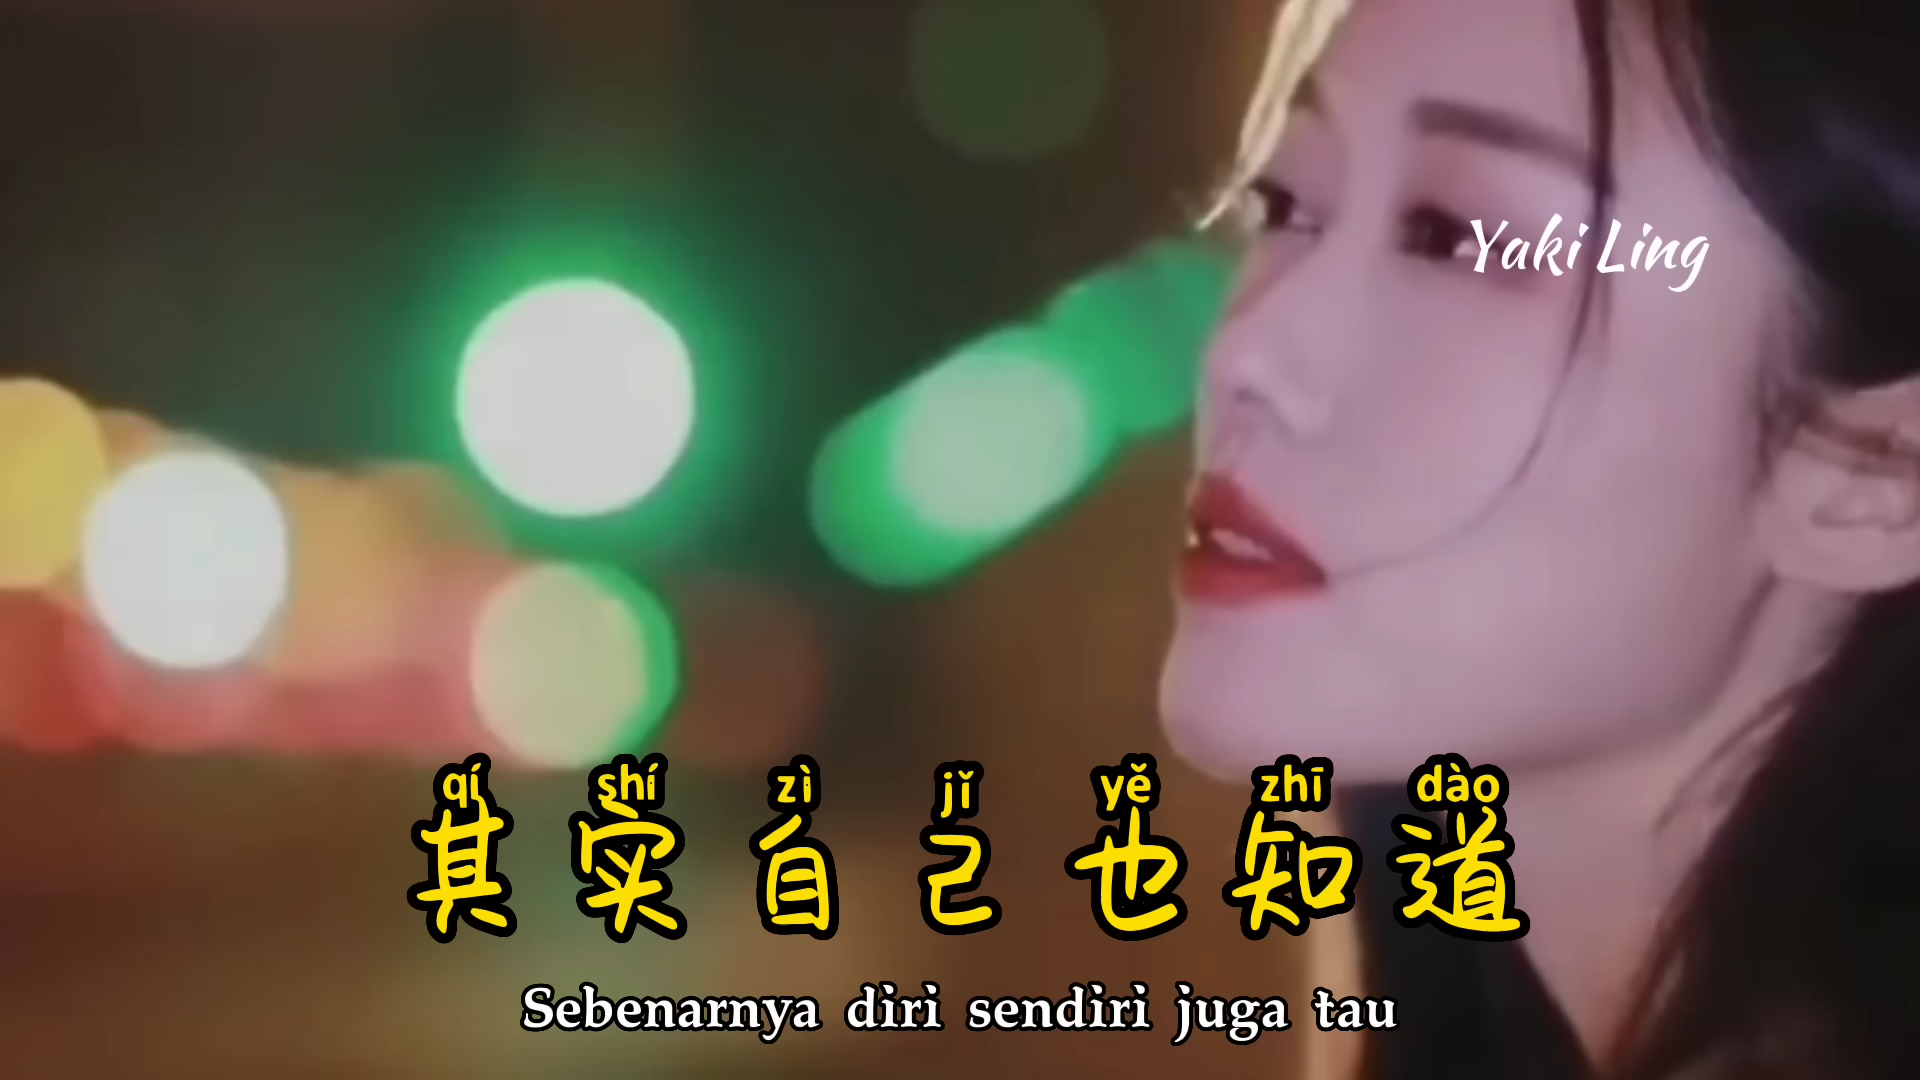 Yaki Ling
qí shí zì jǐ yě zhī dào
其实自己也知道
Sebenarnya diri sendiri juga tau